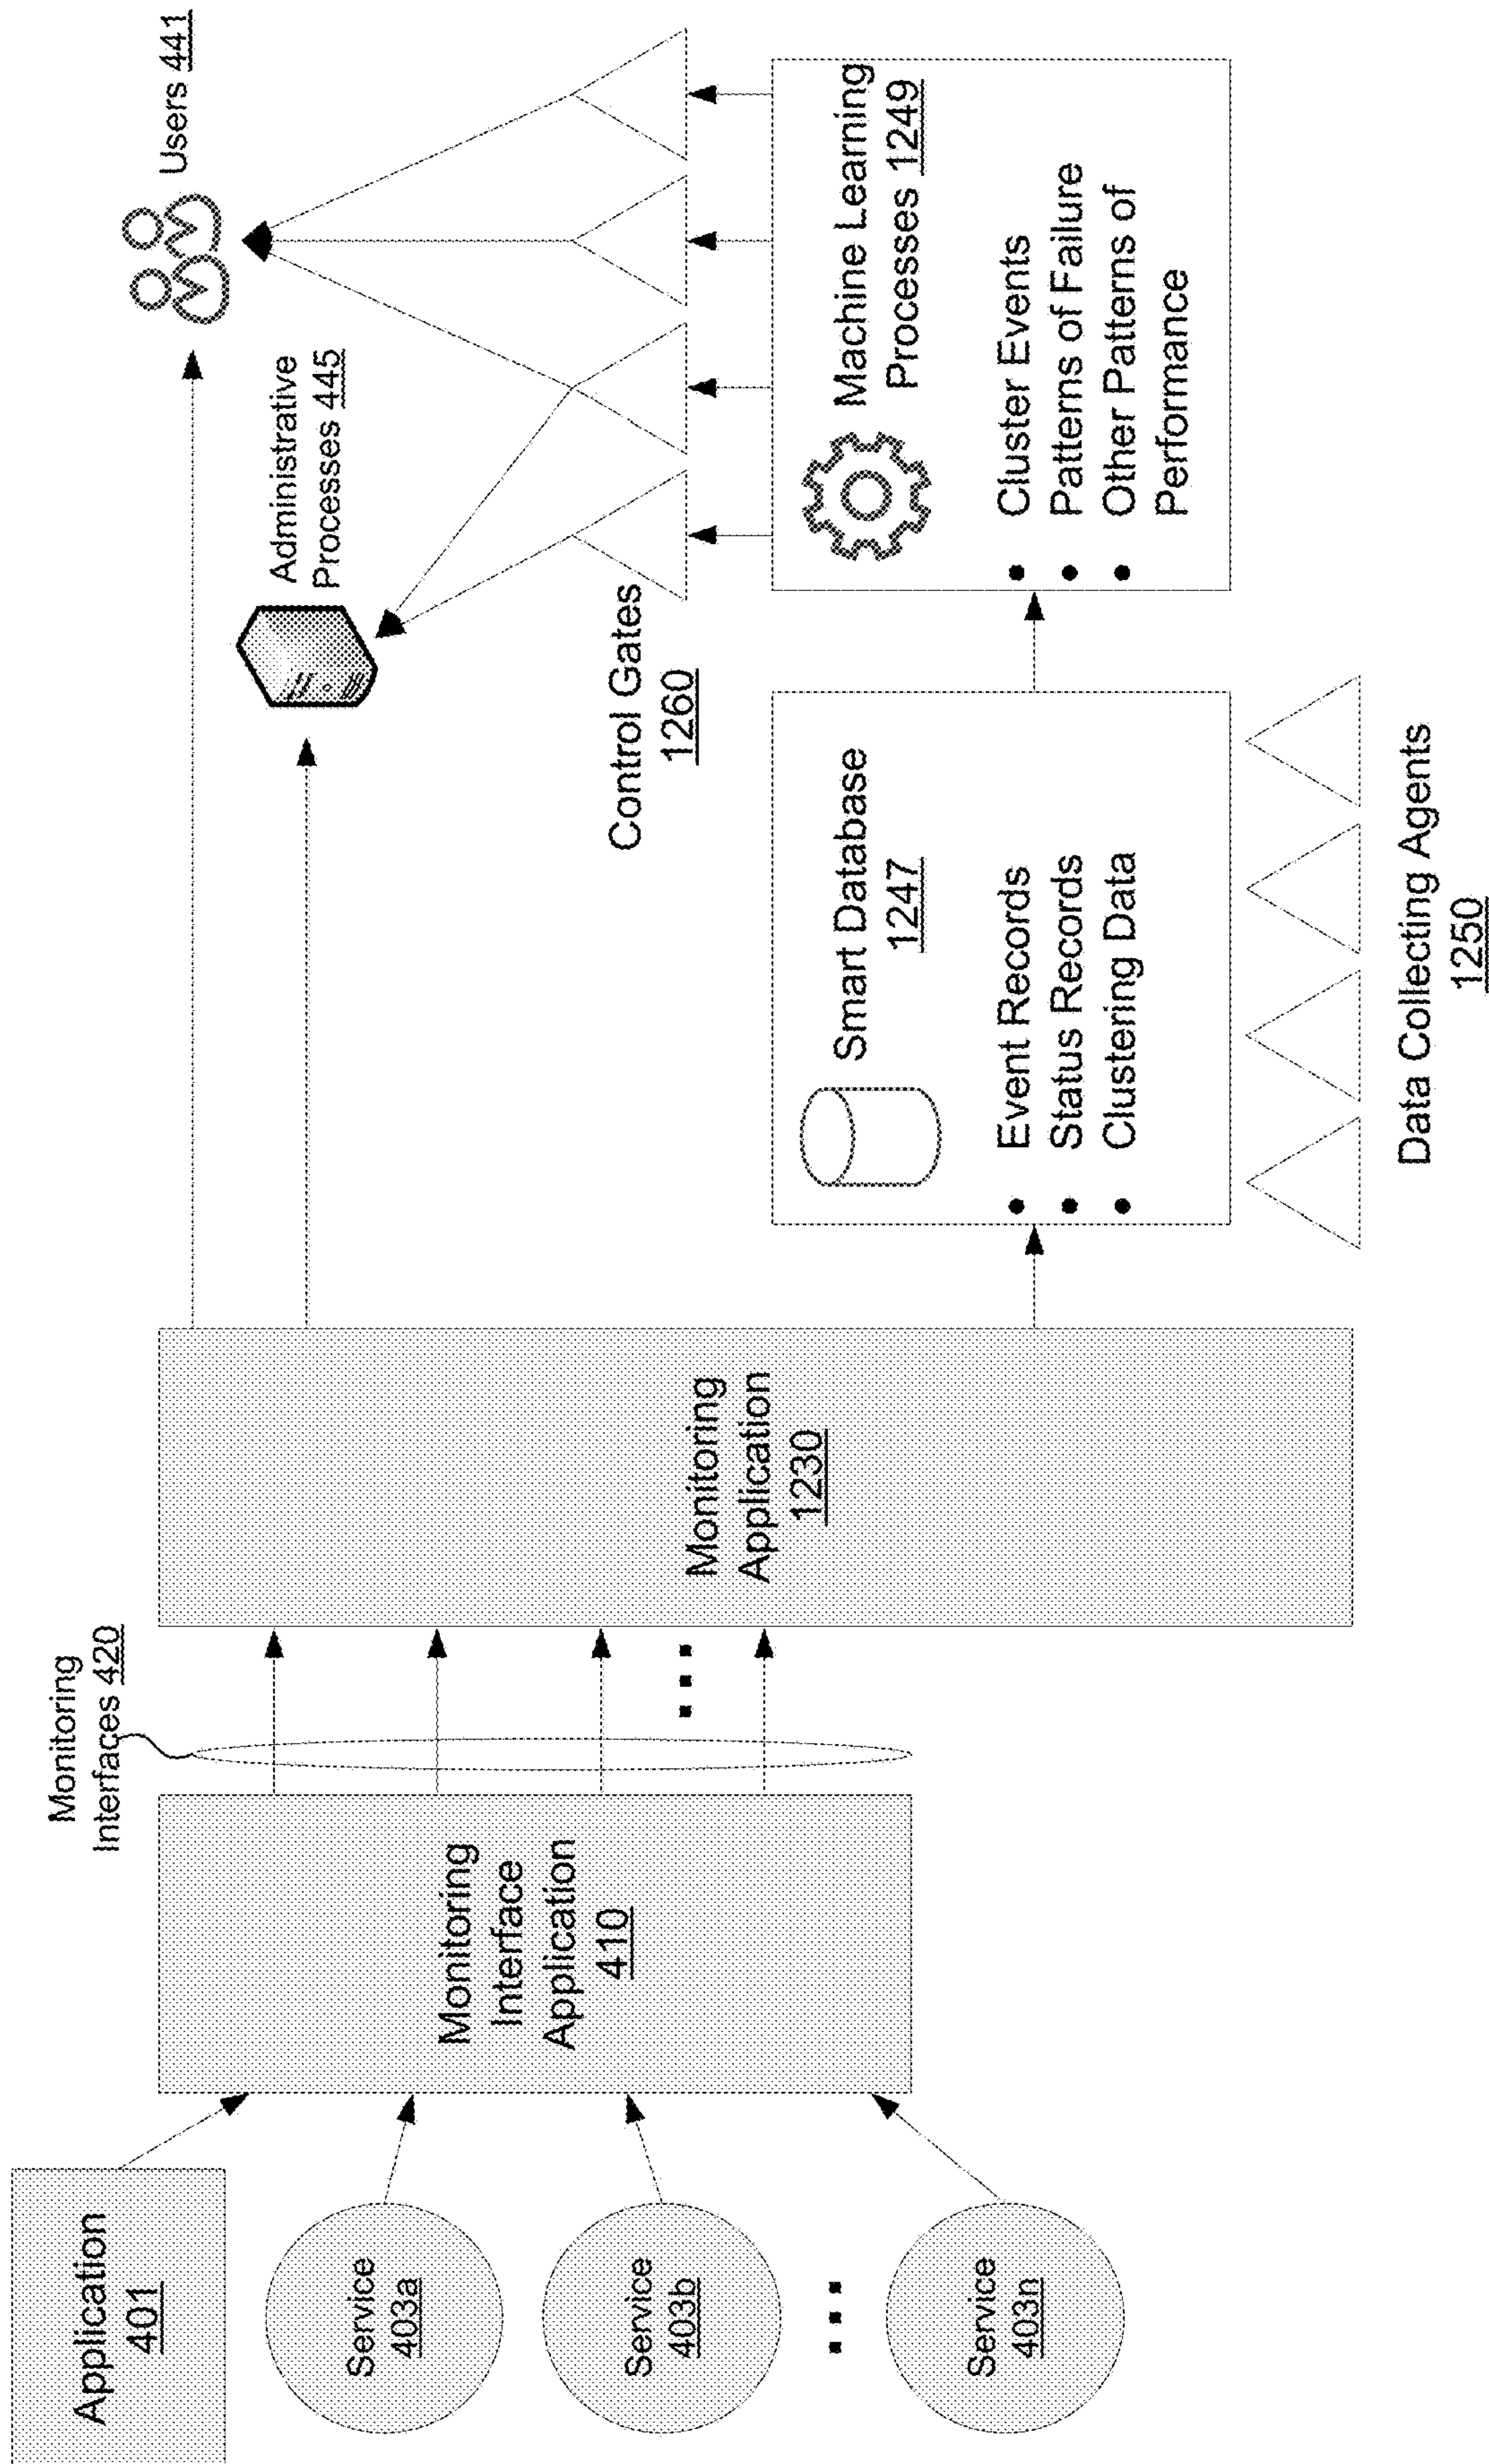 Application
401
Service
403a
Service
403b
Service
403n
Monitoring
Interface
Application
410
Monitoring
Interfaces 420
Monitoring
Application
1230
Smart Database
1247
• Event Records
• Status Records
• Clustering Data
Data Collecting Agents
1250
Machine Learning
Processes 1249
• Cluster Events
• Patterns of Failure
• Other Patterns of
Performance
Control Gates
1260
Administrative
Processes 445
Users 441